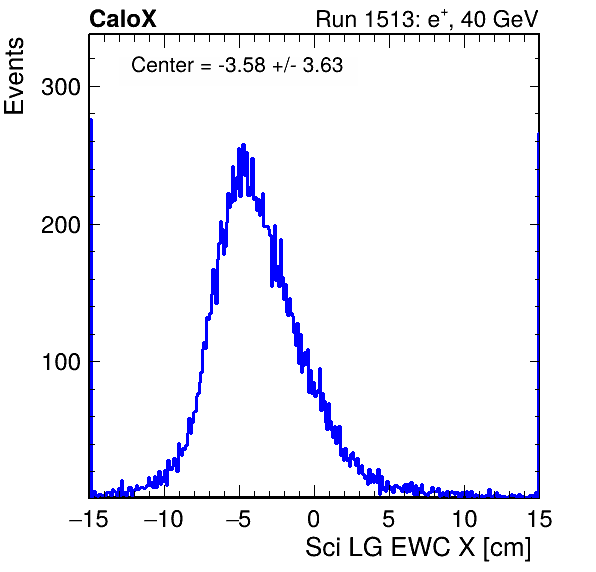 CaloX
Run 1513: e+, 40 GeV
Events
Center = -3.58 +/- 3.63
300
200
100
−15 −10 −5 0 5 10 15
Sci LG EWC X [cm]